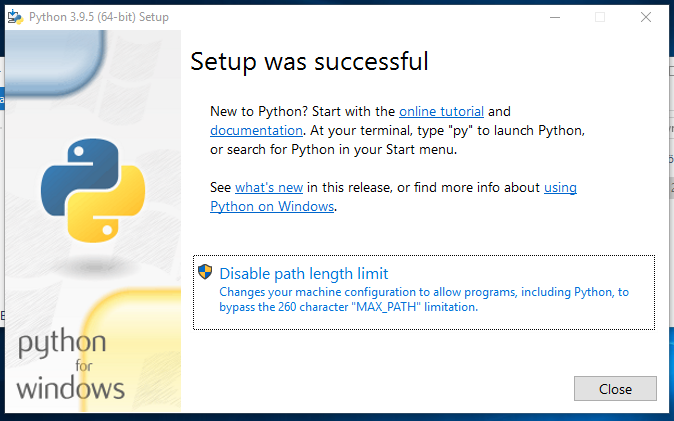 Python 3.9.5 (64-bit) Setup
Setup was successful
New to Python? Start with the online tutorial and
documentation. At your terminal, type "py" to launch Python,
or search for Python in your Start menu.
See what's new in this release, or find more info about using
Python on Windows.
Disable path length limit
Changes your machine configuration to allow programs, including Python, to
bypass the 260 character "MAX_PATH" limitation.
python
for
windows
Close